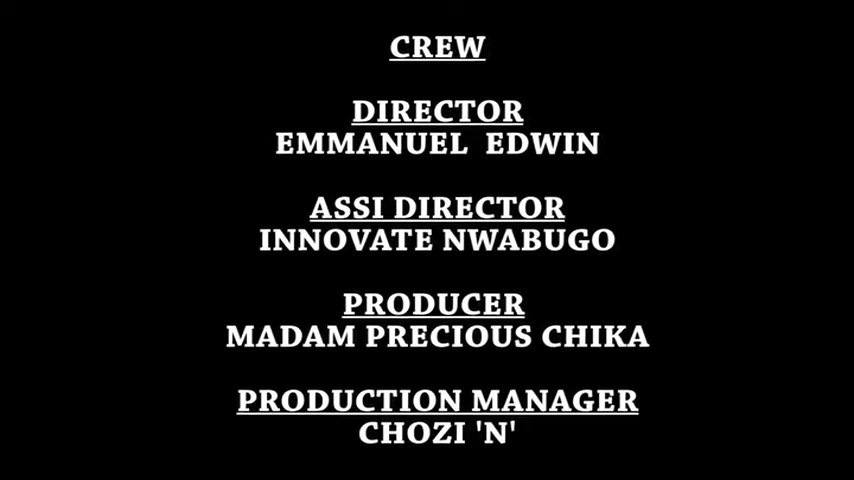 CREW
DIRECTOR
EMMANUEL EDWIN
ASSI DIRECTOR
INNOVATE NWABUGO
PRODUCER
MADAM PRECIOUS CHIKA
PRODUCTION MANAGER
CHOZI 'N'